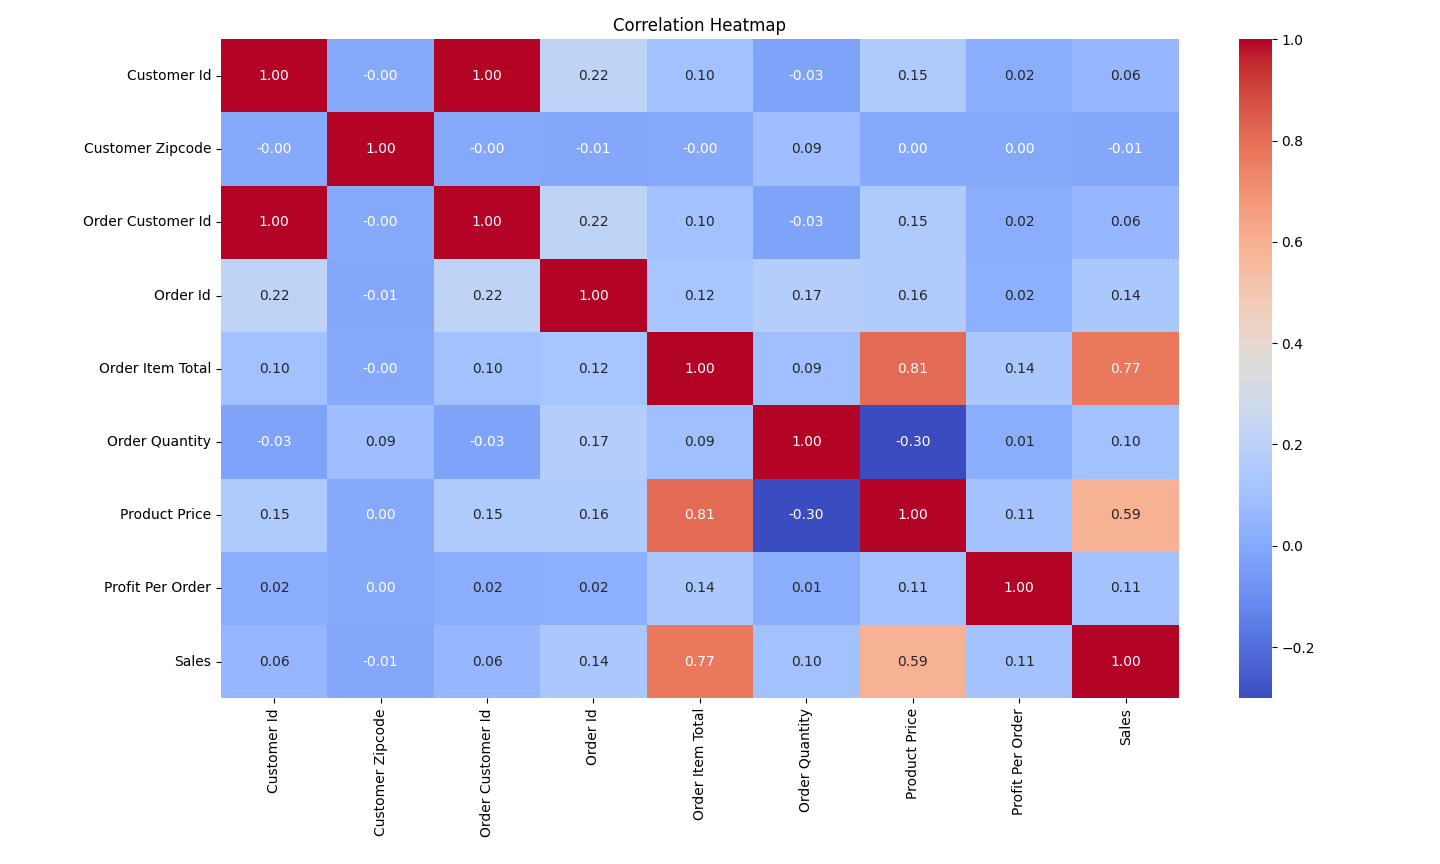 Correlation Heatmap
Customer Id 1.00 -0.00 1.00 0.22 0.10 -0.03 0.15 0.02 0.06
Customer Zipcode -0.00 1.00 -0.00 -0.01 -0.00 0.09 0.00 0.00 -0.01
Order Customer Id 1.00 -0.00 1.00 0.22 0.10 -0.03 0.15 0.02 0.06
Order Id 0.22 -0.01 0.22 1.00 0.12 0.17 0.16 0.02 0.14
Order Item Total 0.10 -0.00 0.10 0.12 1.00 0.09 0.81 0.14 0.77
Order Quantity -0.03 0.09 -0.03 0.17 0.09 1.00 -0.30 0.01 0.10
Product Price 0.15 0.00 0.15 0.16 0.81 -0.30 1.00 0.11 0.59
Profit Per Order 0.02 0.00 0.02 0.02 0.14 0.01 0.11 1.00 0.11
Sales 0.06 -0.01 0.06 0.14 0.77 0.10 0.59 0.11 1.00
Customer Id
Customer Zipcode
Order Customer Id
Order Id
Order Item Total
Order Quantity
Product Price
Profit Per Order
Sales
1.0
0.8
0.6
0.4
0.2
0.0
−0.2